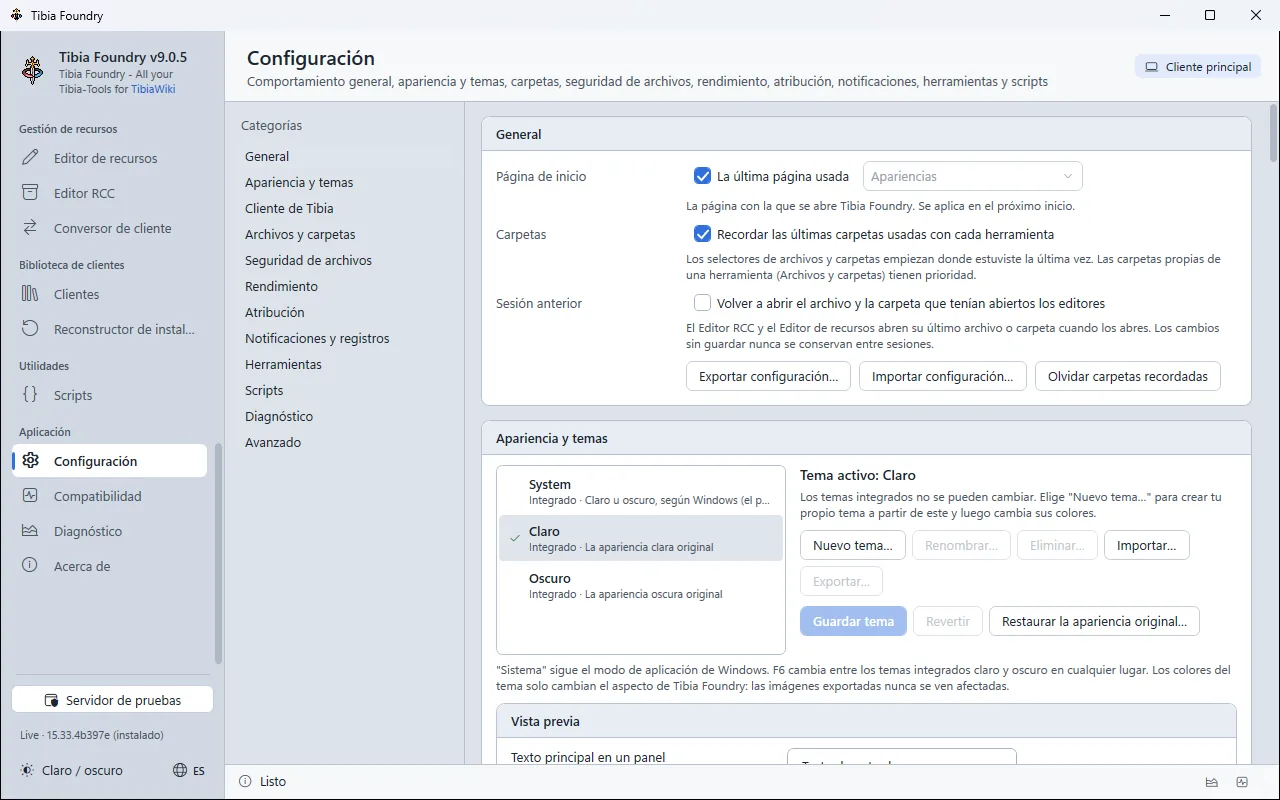 Tibia Foundry
Tibia Foundry v9.0.5
Tibia Foundry - All your
Tibia-Tools for TibiaWiki
Gestión de recursos
Editor de recursos
Editor RCC
Conversor de cliente
Biblioteca de clientes
Clientes
Reconstructor de instal...
Utilidades
Scripts
Aplicación
Configuración
Compatibilidad
Diagnóstico
Acerca de
Servidor de pruebas
Live · 15.33.4b397e (instalado)
Claro / oscuro
ES
Configuración
Comportamiento general, apariencia y temas, carpetas, seguridad de archivos, rendimiento, atribución, notificaciones, herramientas y scripts
Cliente principal
Categorías
General
Apariencia y temas
Cliente de Tibia
Archivos y carpetas
Seguridad de archivos
Rendimiento
Atribución
Notificaciones y registros
Herramientas
Scripts
Diagnóstico
Avanzado
General
Página de inicio
La última página usada
Apariencias
La página con la que se abre Tibia Foundry. Se aplica en el próximo inicio.
Carpetas
Recordar las últimas carpetas usadas con cada herramienta
Los selectores de archivos y carpetas empiezan donde estuviste la última vez. Las carpetas propias de
una herramienta (Archivos y carpetas) tienen prioridad.
Sesión anterior
Volver a abrir el archivo y la carpeta que tenían abiertos los editores
El Editor RCC y el Editor de recursos abren su último archivo o carpeta cuando los abres. Los cambios
sin guardar nunca se conservan entre sesiones.
Exportar configuración...
Importar configuración...
Olvidar carpetas recordadas
Apariencia y temas
System
Integrado · Claro u oscuro, según Windows (el p...
Claro
Integrado · La apariencia clara original
Oscuro
Integrado · La apariencia oscura original
Tema activo: Claro
Los temas integrados no se pueden cambiar. Elige "Nuevo tema..." para crear tu
propio tema a partir de este y luego cambia sus colores.
Nuevo tema...
Renombrar...
Eliminar...
Importar...
Exportar...
Guardar tema
Revertir
Restaurar la apariencia original...
"Sistema" sigue el modo de aplicación de Windows. F6 cambia entre los temas integrados claro y oscuro en cualquier lugar. Los colores del
tema solo cambian el aspecto de Tibia Foundry: las imágenes exportadas nunca se ven afectadas.
Vista previa
Texto principal en un panel
Listo